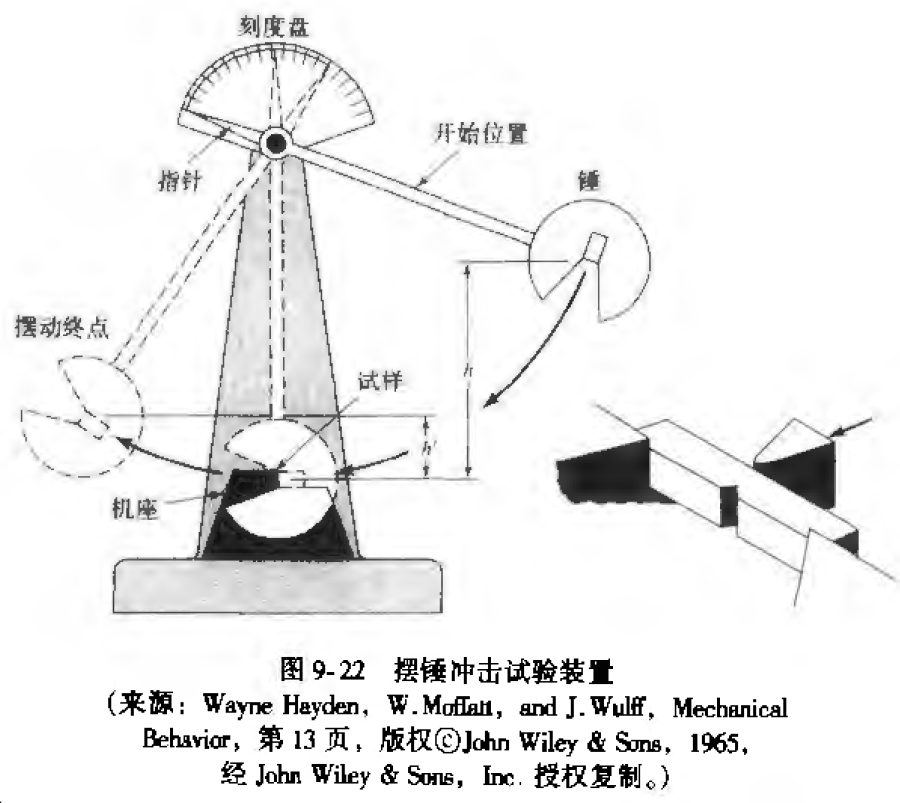 刻度盘
开始位置
指针
锤
摆动终点
h
试样
h'
机座
图 9-22 摆锤冲击试验装置
(来源: Wayne Hayden, W.Moffatt, and J.Wulff, Mechanical
Behavior, 第 13 页, 版权©John Wiley & Sons, 1965,
经 John Wiley & Sons, Inc. 授权复制。)